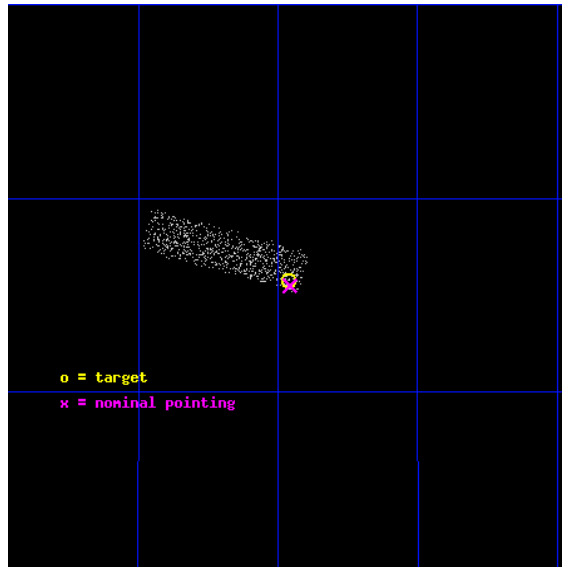 o = target
x = nominal pointing